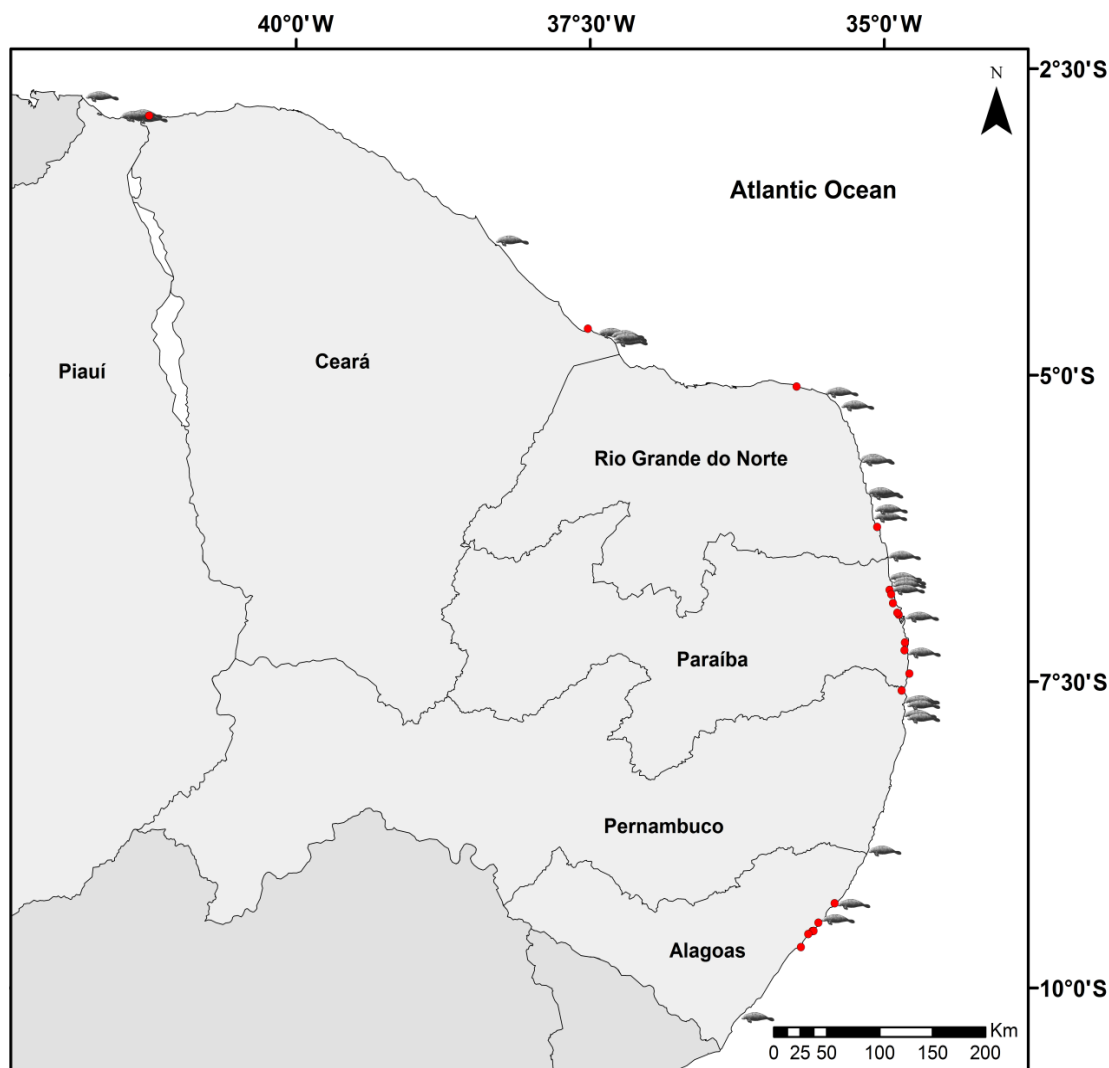 40°0'W 37°30'W 35°0'W
2°30'S
N
Atlantic Ocean
Ceará
Piauí
5°0'S
Rio Grande do Norte
Paraíba
7°30'S
Pernambuco
Alagoas
10°0'S
Km
0 25 50 100 150 200